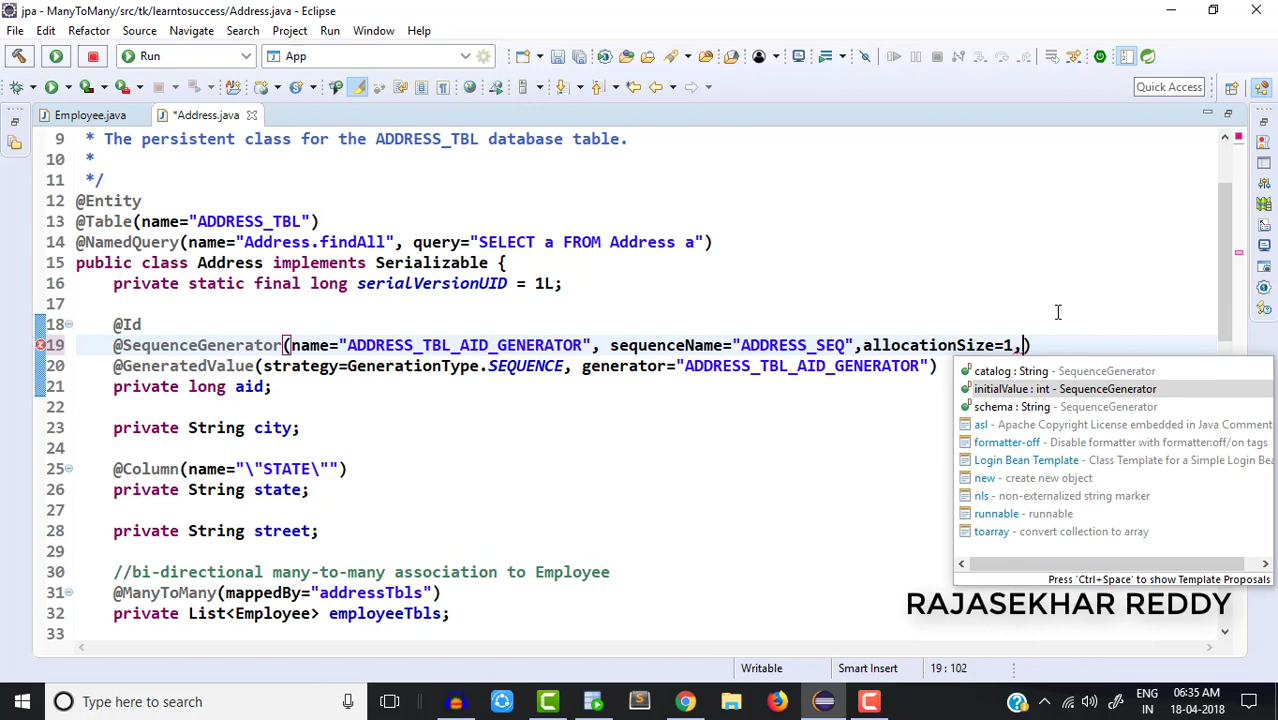 jpa - ManyToMany/src/tk/learntosuccess/Address.java - Eclipse
File Edit Refactor Source Navigate Search Project Run Window Help
Run App
Quick Access
Employee.java *Address.java
9 * The persistent class for the ADDRESS_TBL database table.
10 *
11 */
12 @Entity
13 @Table(name="ADDRESS_TBL")
14 @NamedQuery(name="Address.findAll", query="SELECT a FROM Address a")
15 public class Address implements Serializable {
16 private static final long serialVersionUID = 1L;
17
18 @Id
19 @SequenceGenerator(name="ADDRESS_TBL_AID_GENERATOR", sequenceName="ADDRESS_SEQ",allocationSize=1,)
20 @GeneratedValue(strategy=GenerationType.SEQUENCE, generator="ADDRESS_TBL_AID_GENERATOR")
21 private long aid;
22
23 private String city;
24
25 @Column(name="\"STATE\"")
26 private String state;
27
28 private String street;
29
30 //bi-directional many-to-many association to Employee
31 @ManyToMany(mappedBy="addressTbls")
32 private List<Employee> employeeTbls;
33
catalog : String - SequenceGenerator
initialValue : int - SequenceGenerator
schema : String - SequenceGenerator
asl - Apache Copyright License embedded in Java Comment
formatter-off - Disable formatter with formatter:off/on tags
Login Bean Template - Class Template for a Simple Login Be
new - create new object
nls - non-externalized string marker
runnable - runnable
toarray - convert collection to array
Press 'Ctrl+Space' to show Template Proposals
RAJASEKHAR REDDY
Writable Smart Insert 19 : 102
Type here to search
ENG
IN
06:35 AM
18-04-2018